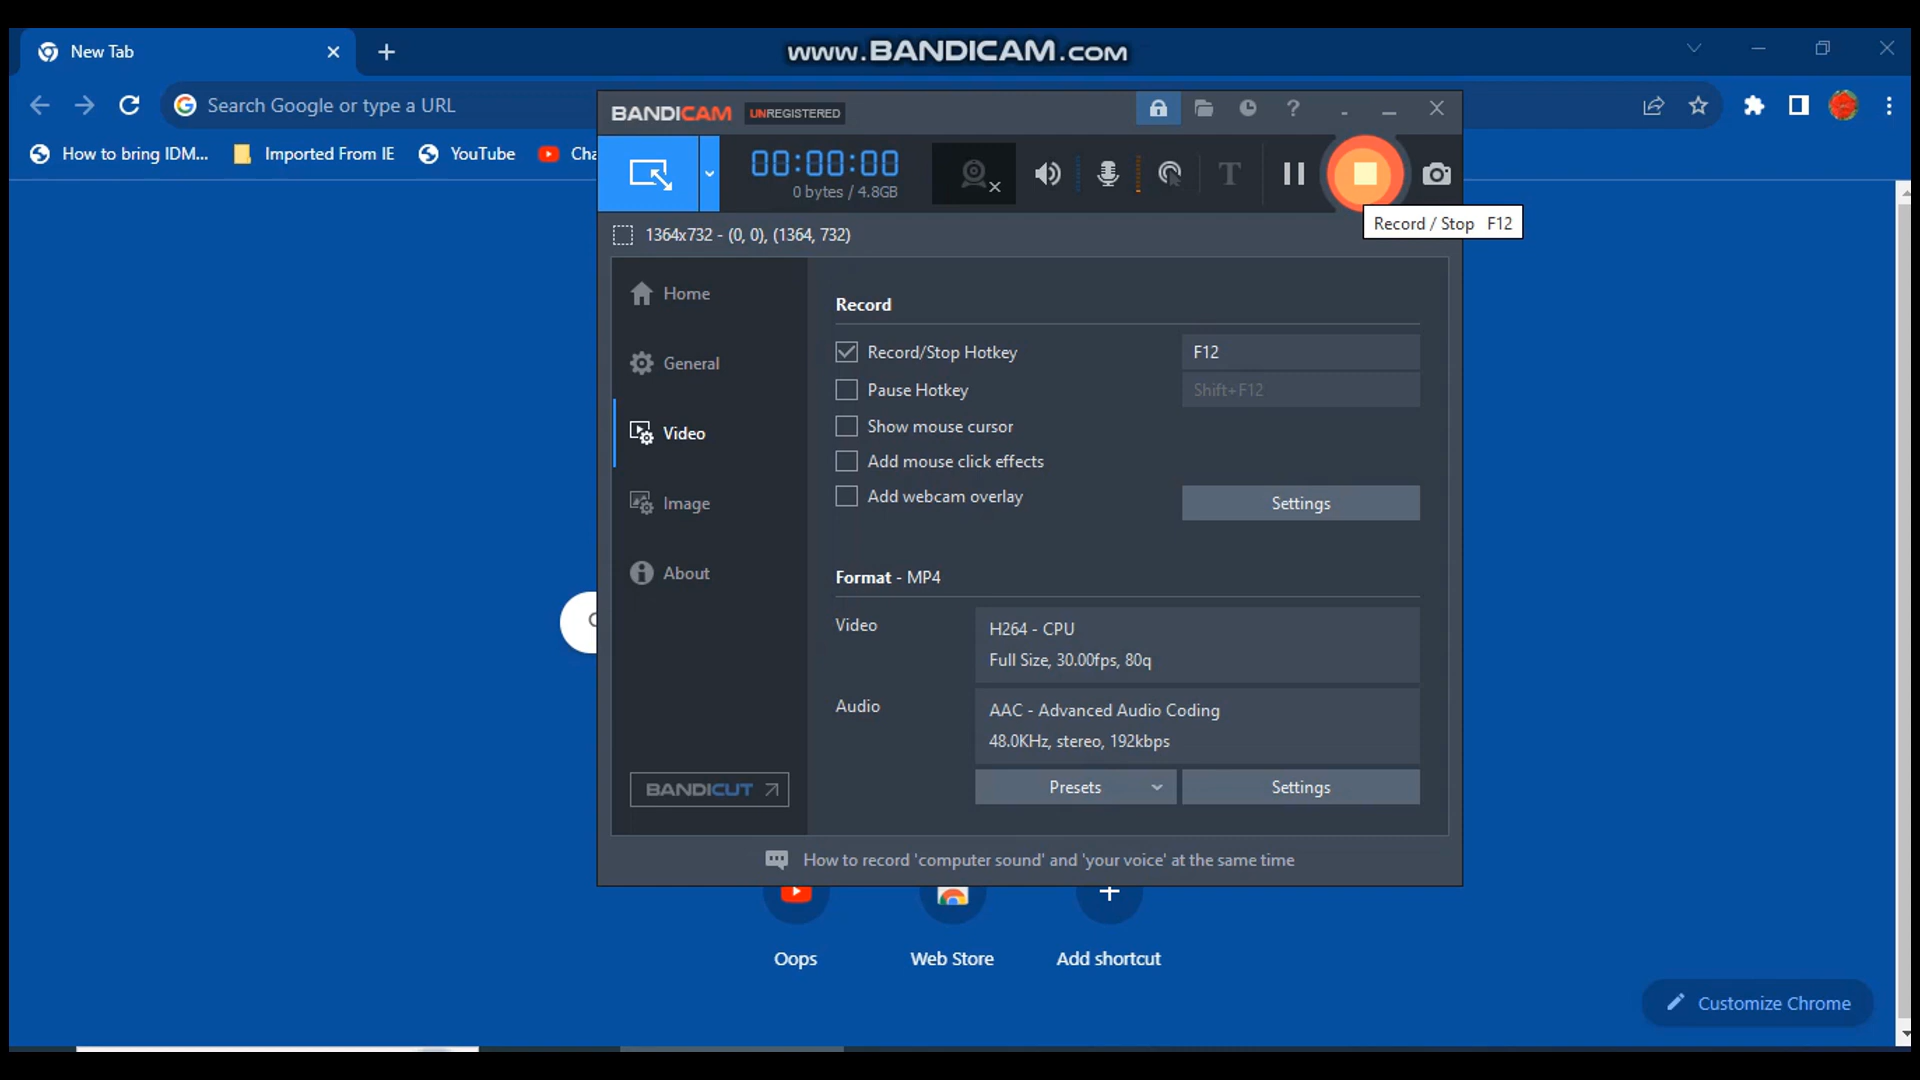 New Tab
www.BANDICAM.com
Search Google or type a URL
How to bring IDM...
Imported From IE
YouTube
Cha
BANDICAM
UNREGISTERED
?
00:00:00
0 bytes / 4.8GB
T
Record / Stop F12
1364x732 - (0, 0), (1364, 732)
Home
General
Video
Image
About
BANDICUT
Record
Record/Stop Hotkey
F12
Pause Hotkey
Shift+F12
Show mouse cursor
Add mouse click effects
Add webcam overlay
Settings
Format - MP4
Video
H264 - CPU
Full Size, 30.00fps, 80q
Audio
AAC - Advanced Audio Coding
48.0KHz, stereo, 192kbps
Presets
Settings
How to record 'computer sound' and 'your voice' at the same time
Oops
Web Store
Add shortcut
Customize Chrome